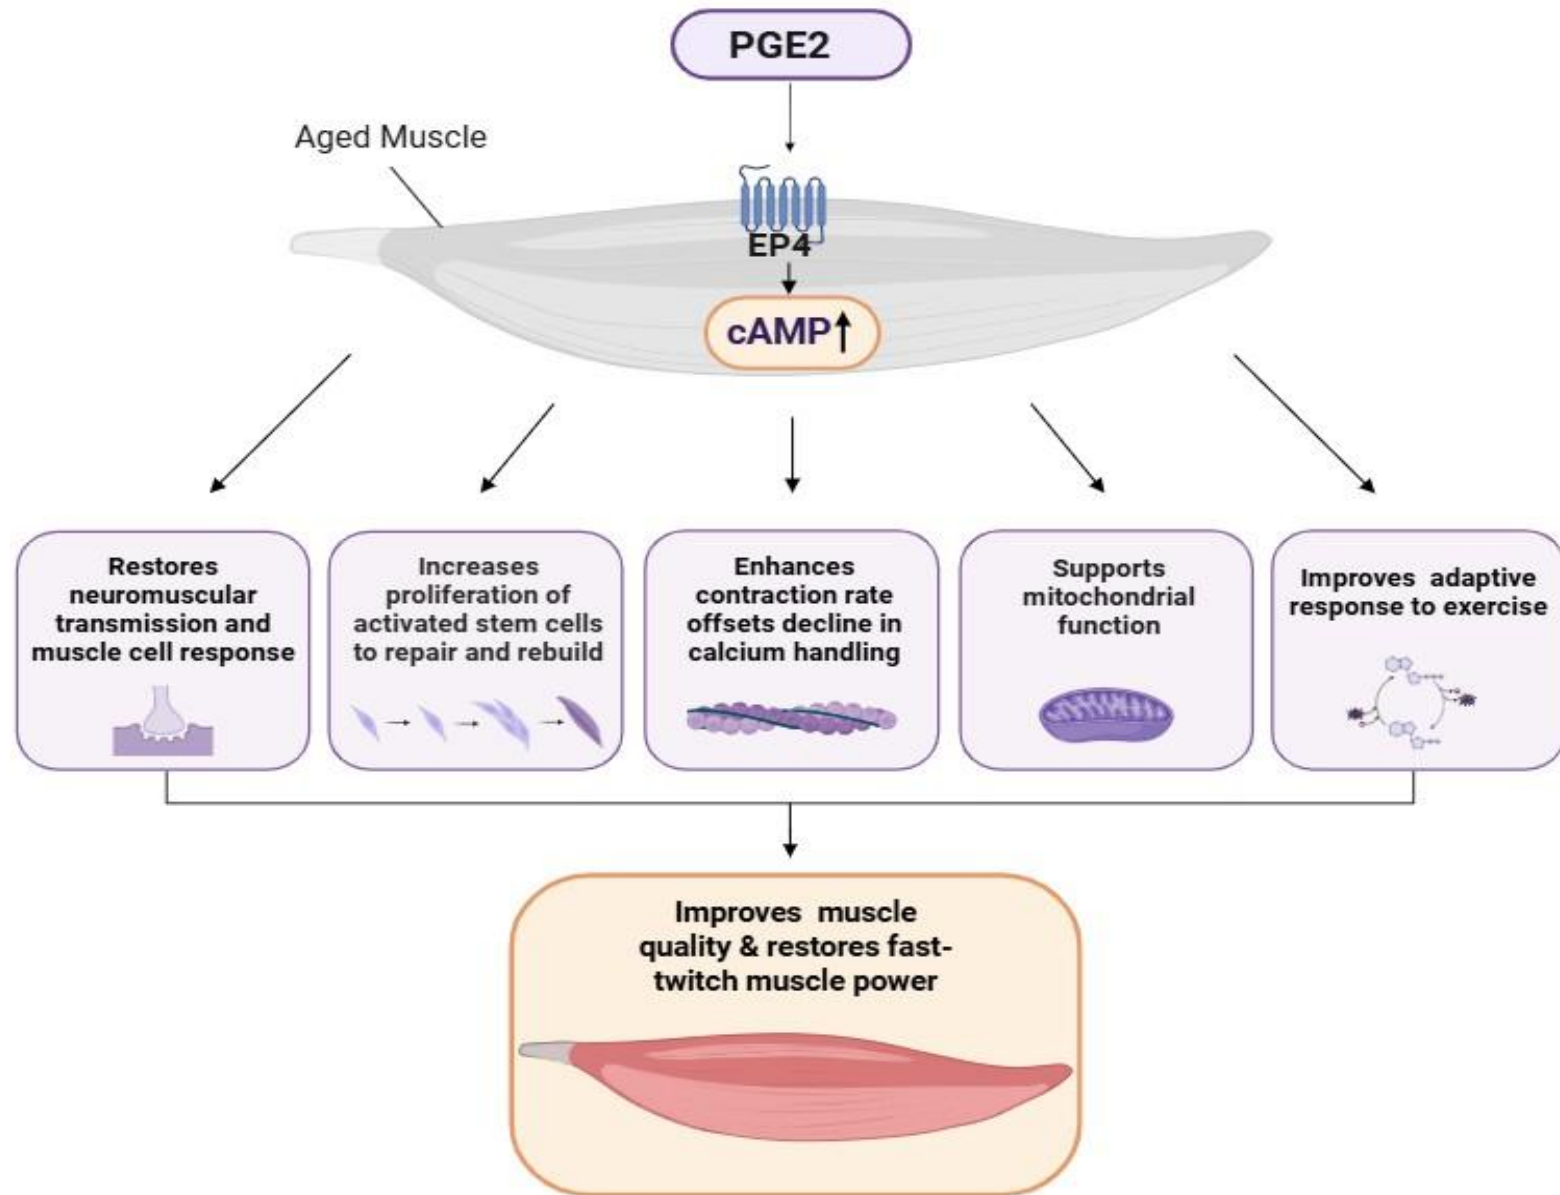 PGE2
Aged Muscle
EP4
cAMP↑
Restores
neuromuscular
transmission and
muscle cell response
Increases
proliferation of
activated stem cells
to repair and rebuild
Enhances
contraction rate
offsets decline in
calcium handling
Supports
mitochondrial
function
Improves adaptive
response to exercise
Improves muscle
quality & restores fast-
twitch muscle power